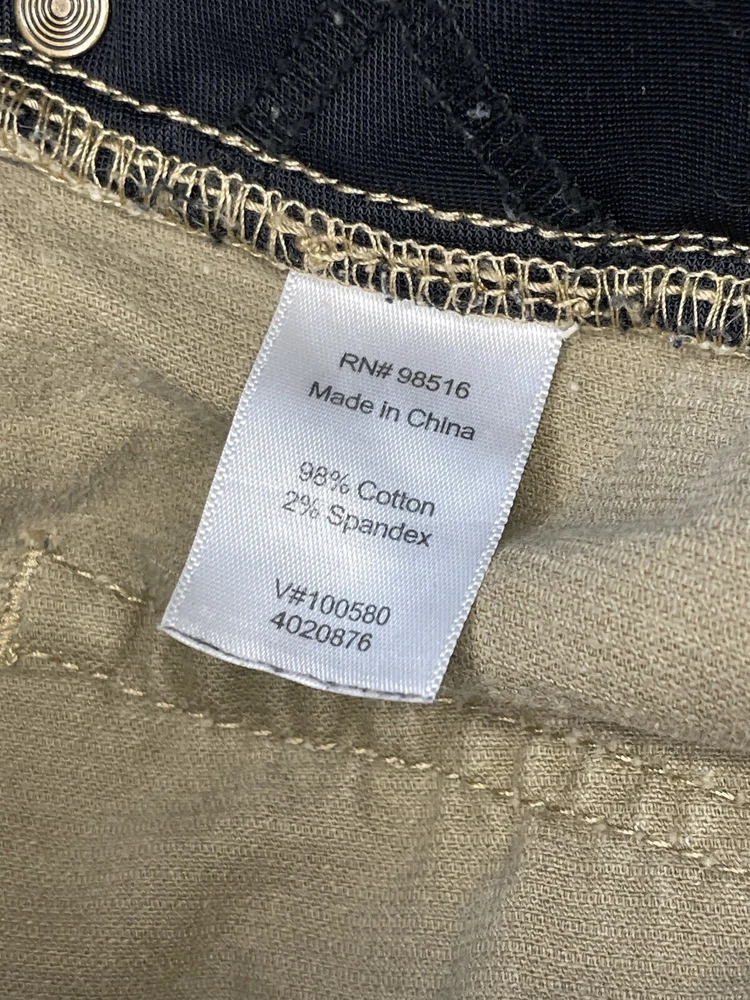 RN# 98516
Made in China
98% Cotton
2% Spandex
V#100580
4020876